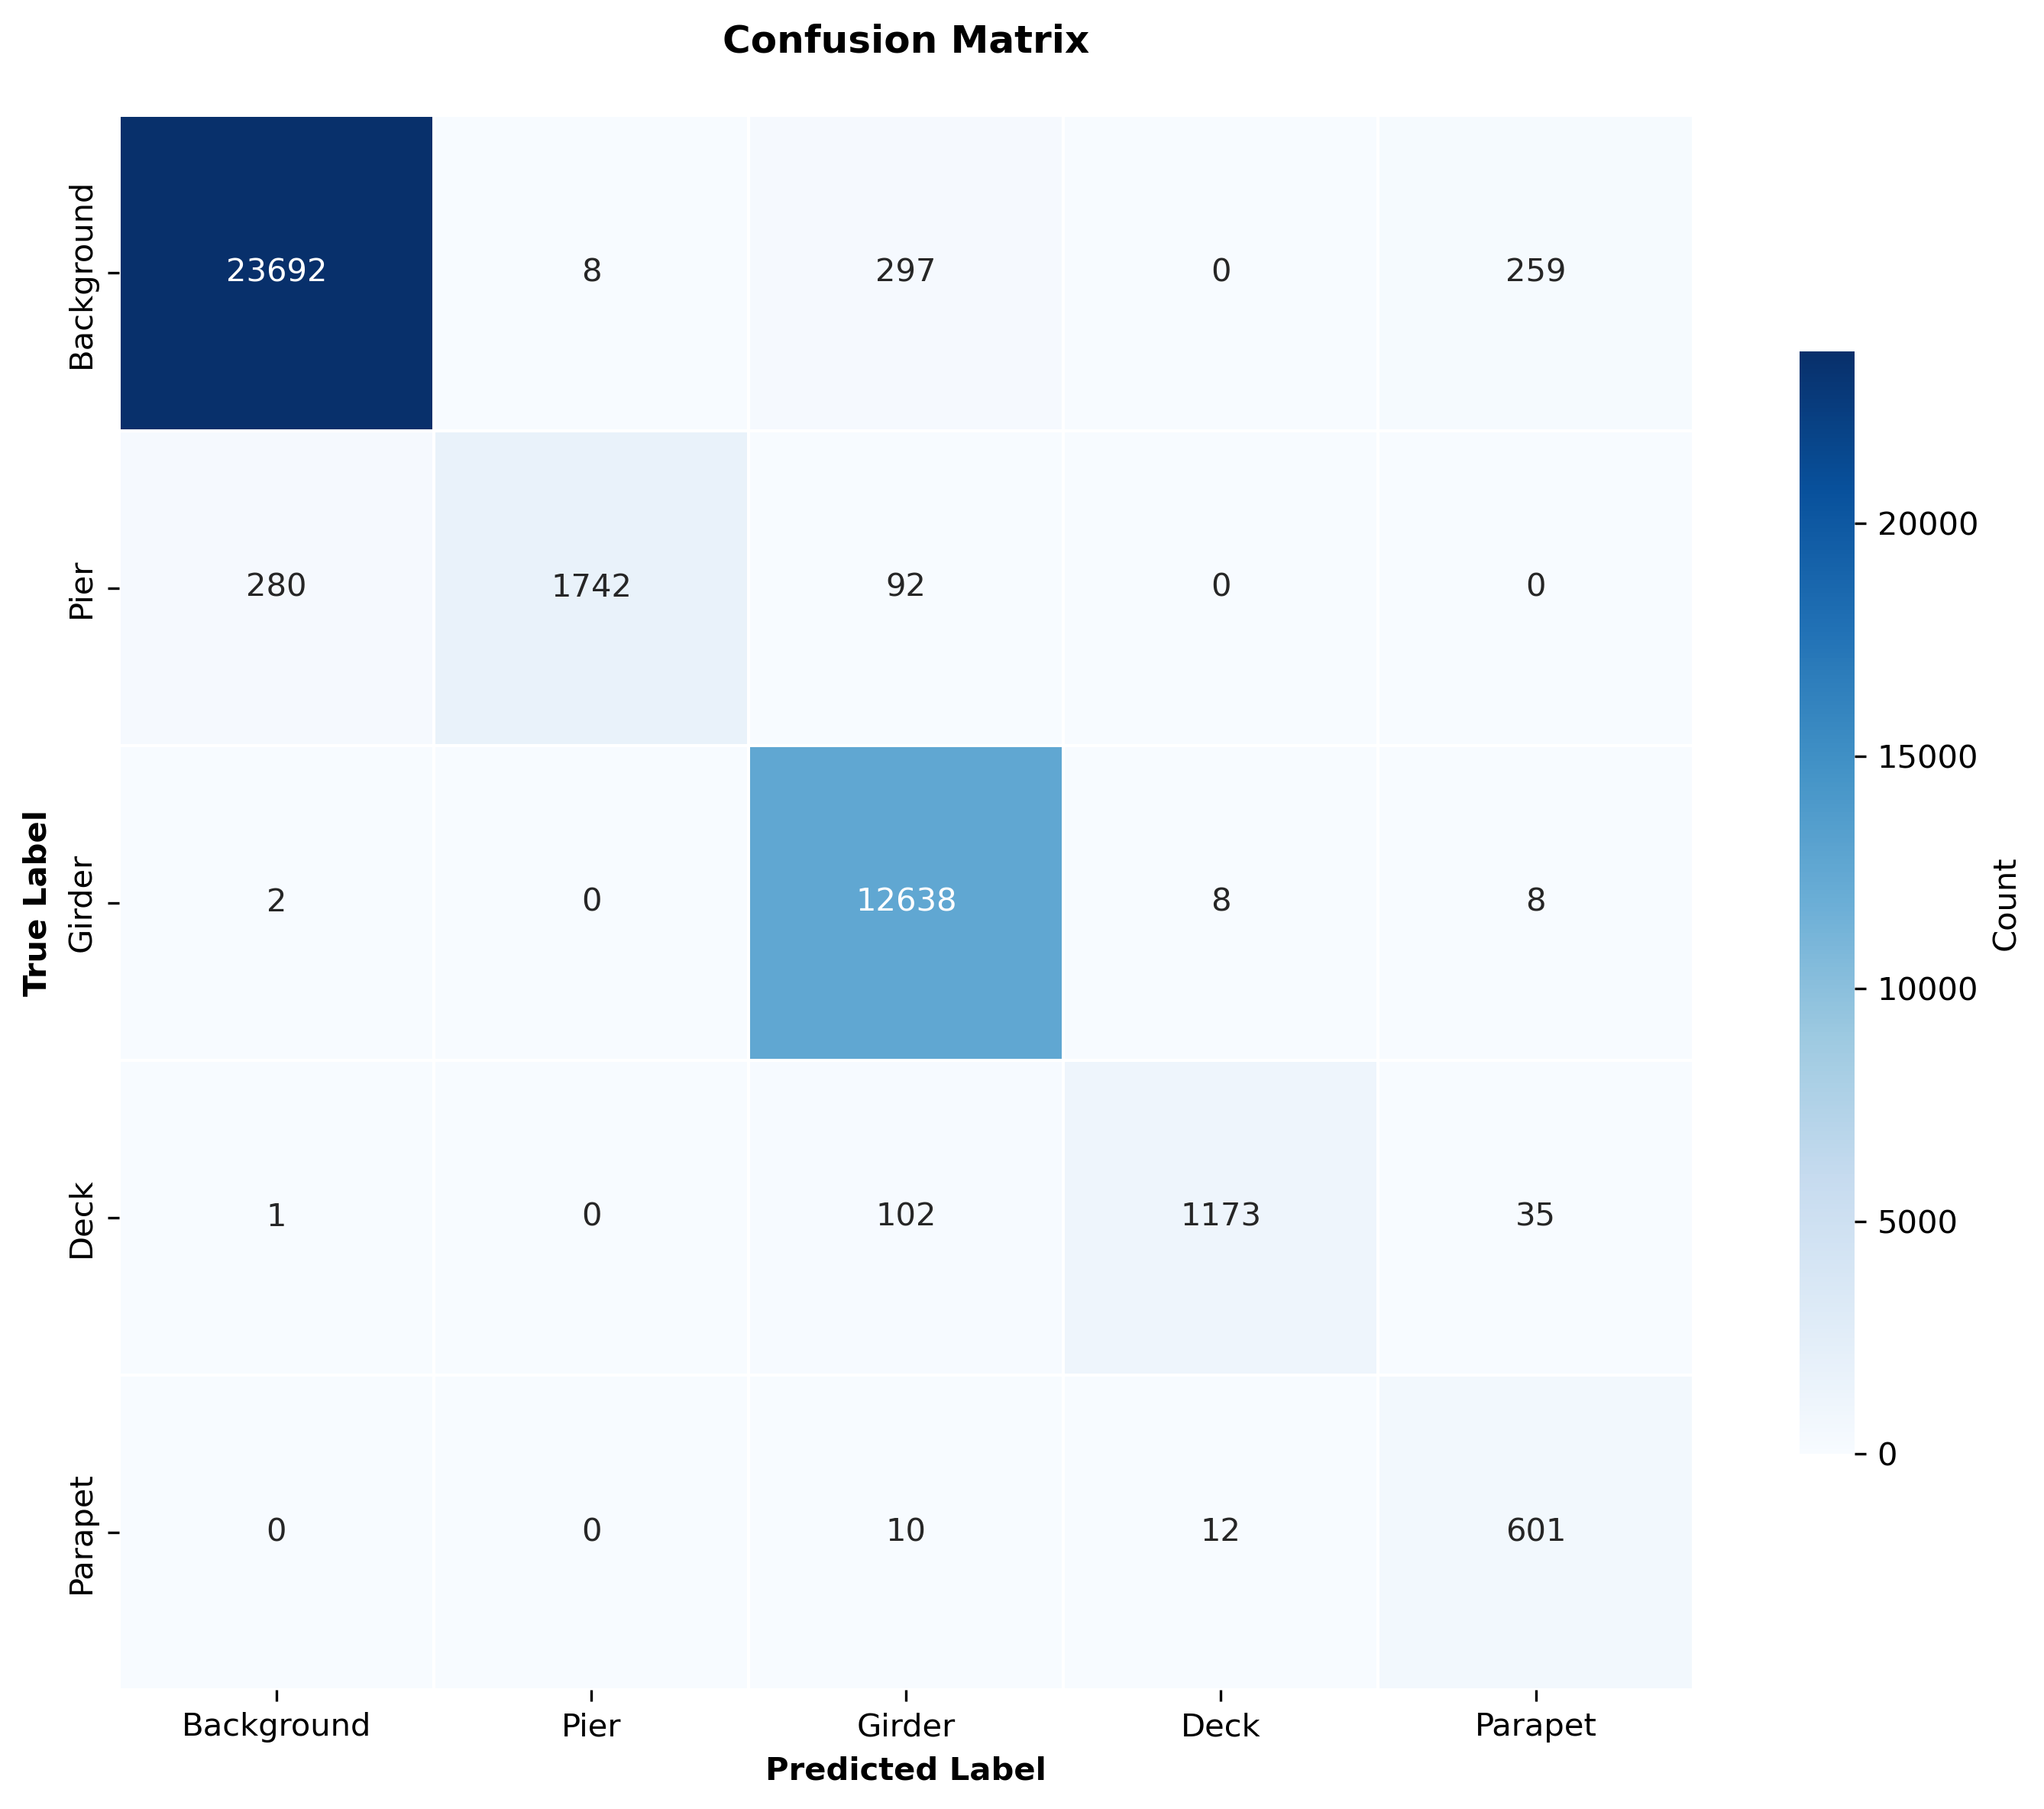 Confusion Matrix
True Label
Background
23692 8 297 0 259
Pier
280 1742 92 0 0
Girder
2 0 12638 8 8
Deck
1 0 102 1173 35
Parapet
0 0 10 12 601
Background Pier Girder Deck Parapet
Predicted Label
20000
15000
10000
5000
0
Count